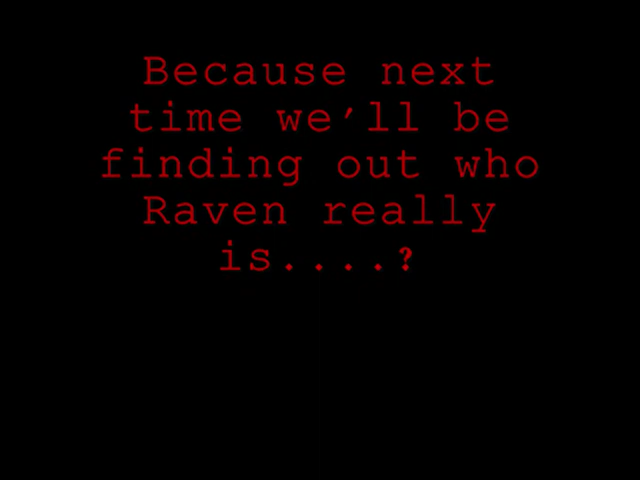 Because next
time we'll be
finding out who
Raven really
is....?